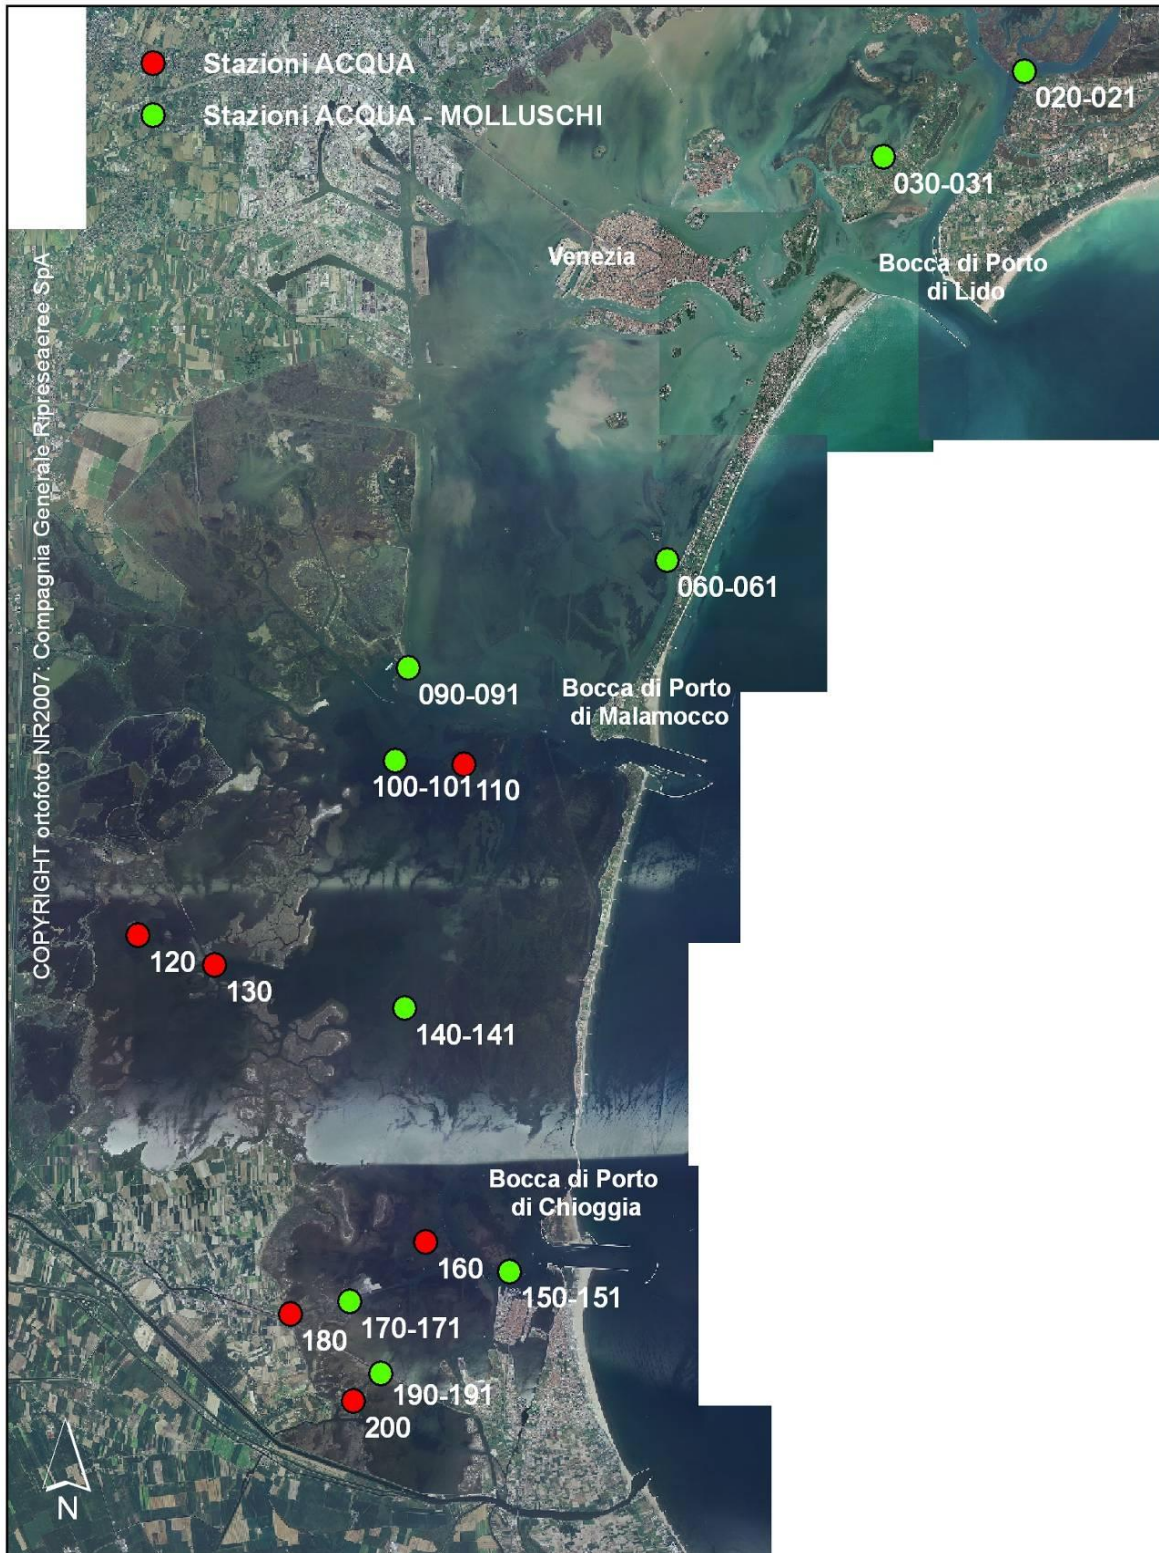 Stazioni ACQUA
Stazioni ACQUA - MOLLUSCHI
020-021
030-031
Venezia
Bocca di Porto
di Lido
COPYRIGHT ortofoto NR2007: Compagnia Generale Ripreseaeree SpA
060-061
090-091
Bocca di Porto
di Malamocco
100-101
110
120
130
140-141
Bocca di Porto
di Chioggia
160
150-151
170-171
180
190-191
200
N